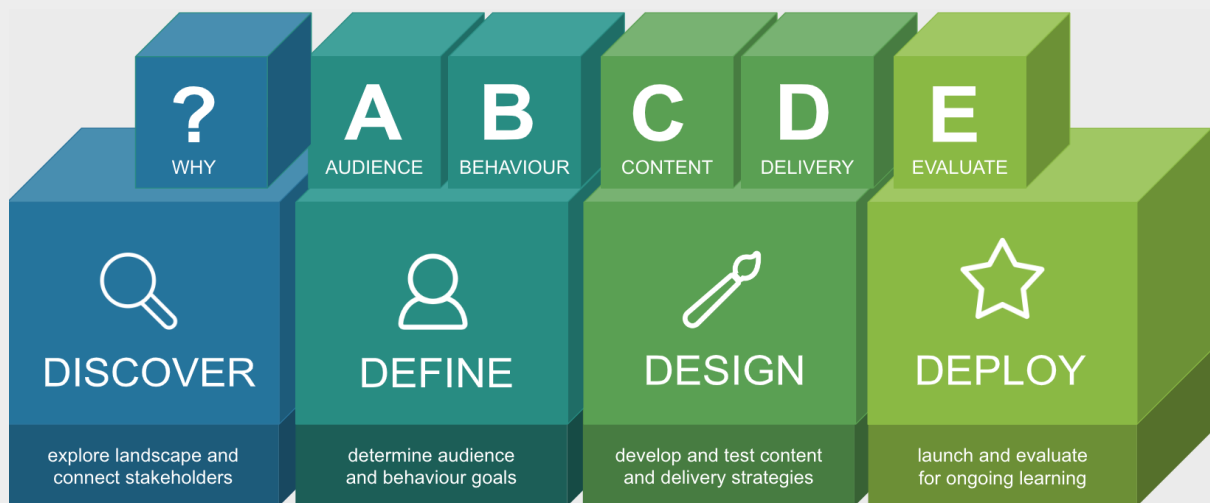 ?
WHY
A
AUDIENCE
B
BEHAVIOUR
C
CONTENT
D
DELIVERY
E
EVALUATE
DISCOVER
explore landscape and
connect stakeholders
DEFINE
determine audience
and behaviour goals
DESIGN
develop and test content
and delivery strategies
DEPLOY
launch and evaluate
for ongoing learning